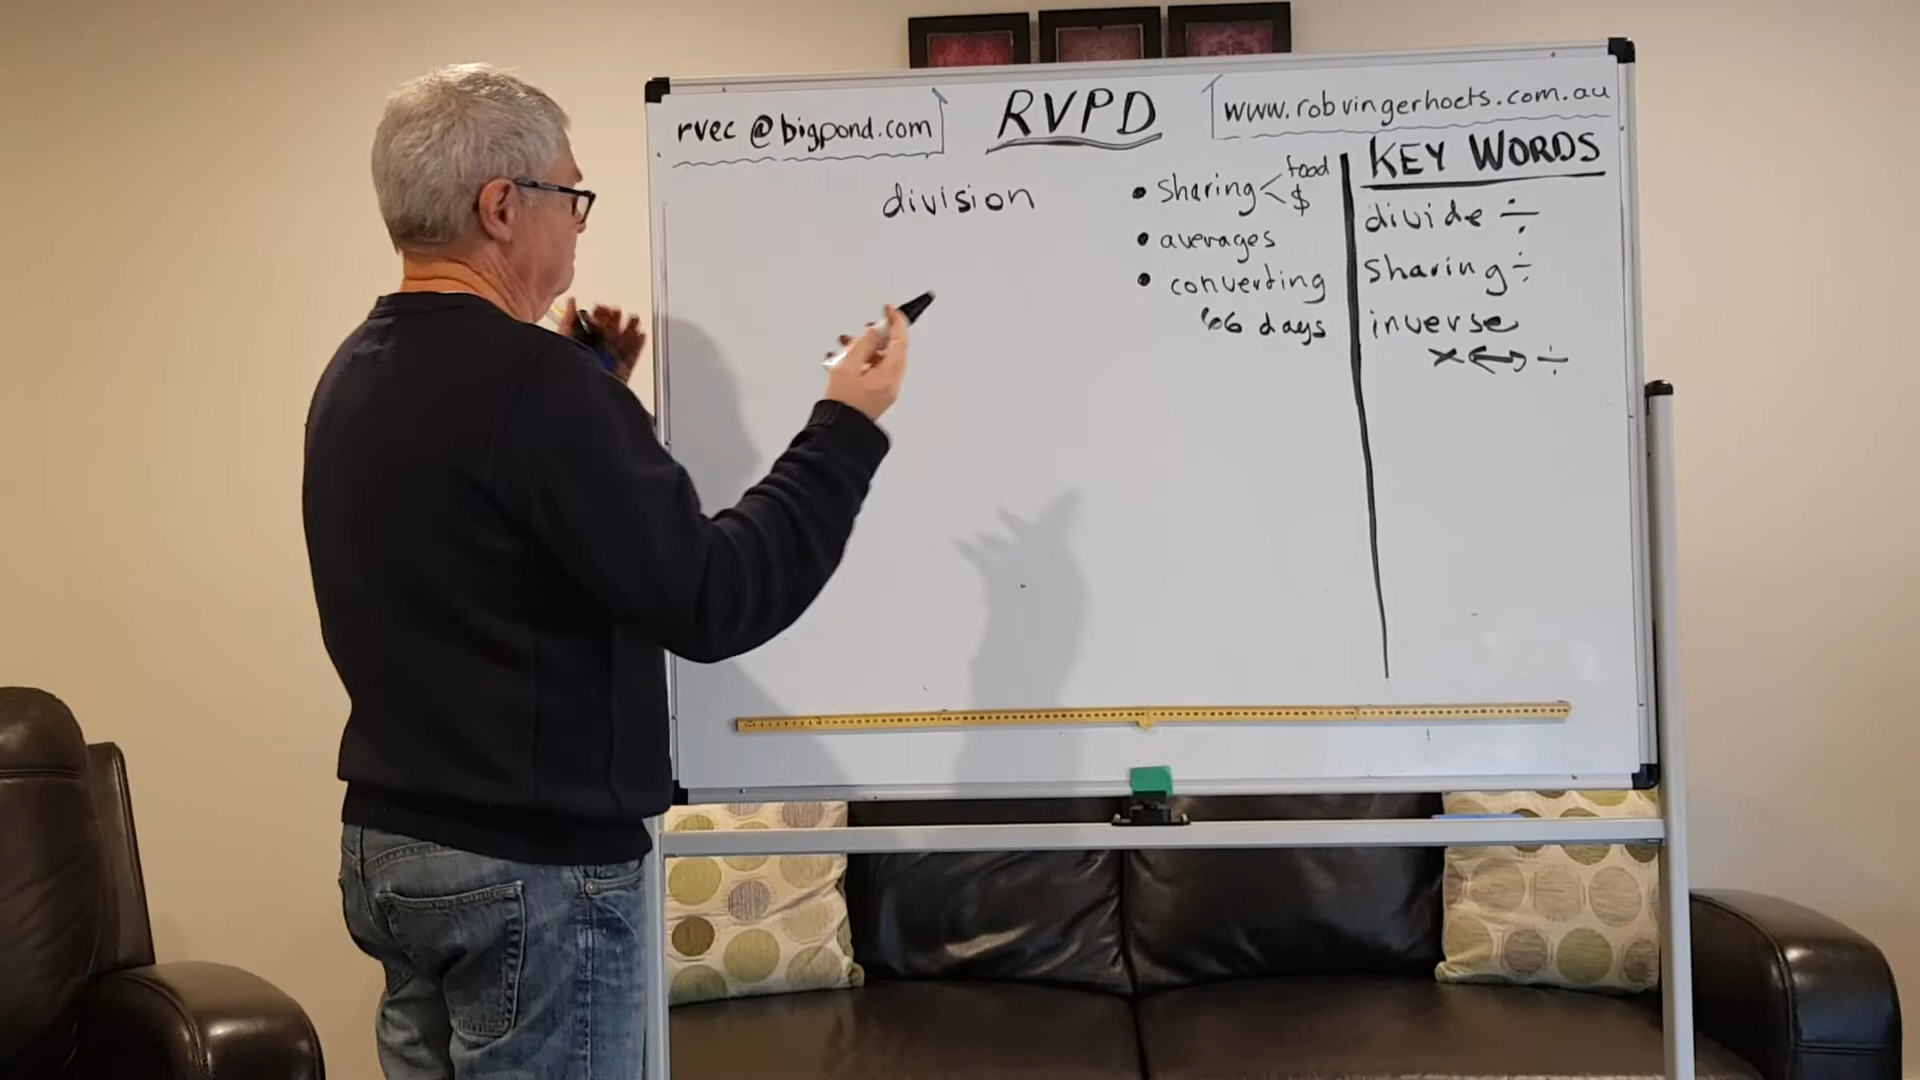 rvec @bigpond.com
RVPD
www.robvingerhoets.com.au
division
• Sharing < food
$
• averages
• converting
66 days
KEY WORDS
divide ÷
Sharing ÷
inverse
× ↔ ÷